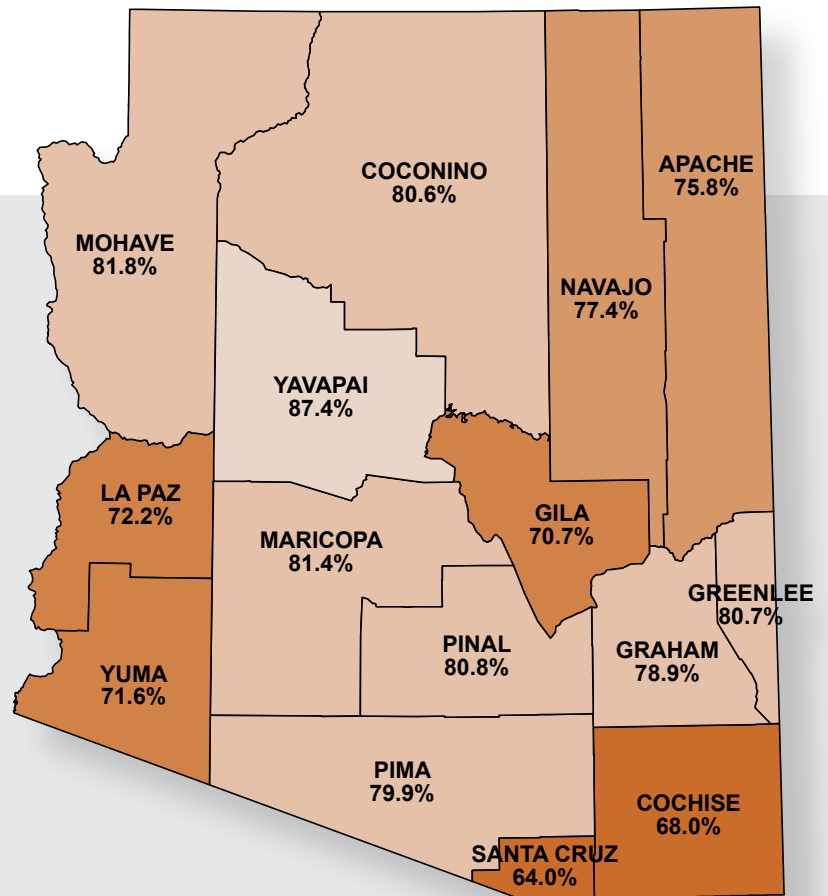 COCONINO
80.6%
APACHE
75.8%
MOHAVE
81.8%
NAVAJO
77.4%
YAVAPAI
87.4%
LA PAZ
72.2%
GILA
70.7%
MARICOPA
81.4%
GREENLEE
80.7%
PINAL
80.8%
GRAHAM
78.9%
YUMA
71.6%
PIMA
79.9%
COCHISE
68.0%
SANTA CRUZ
64.0%